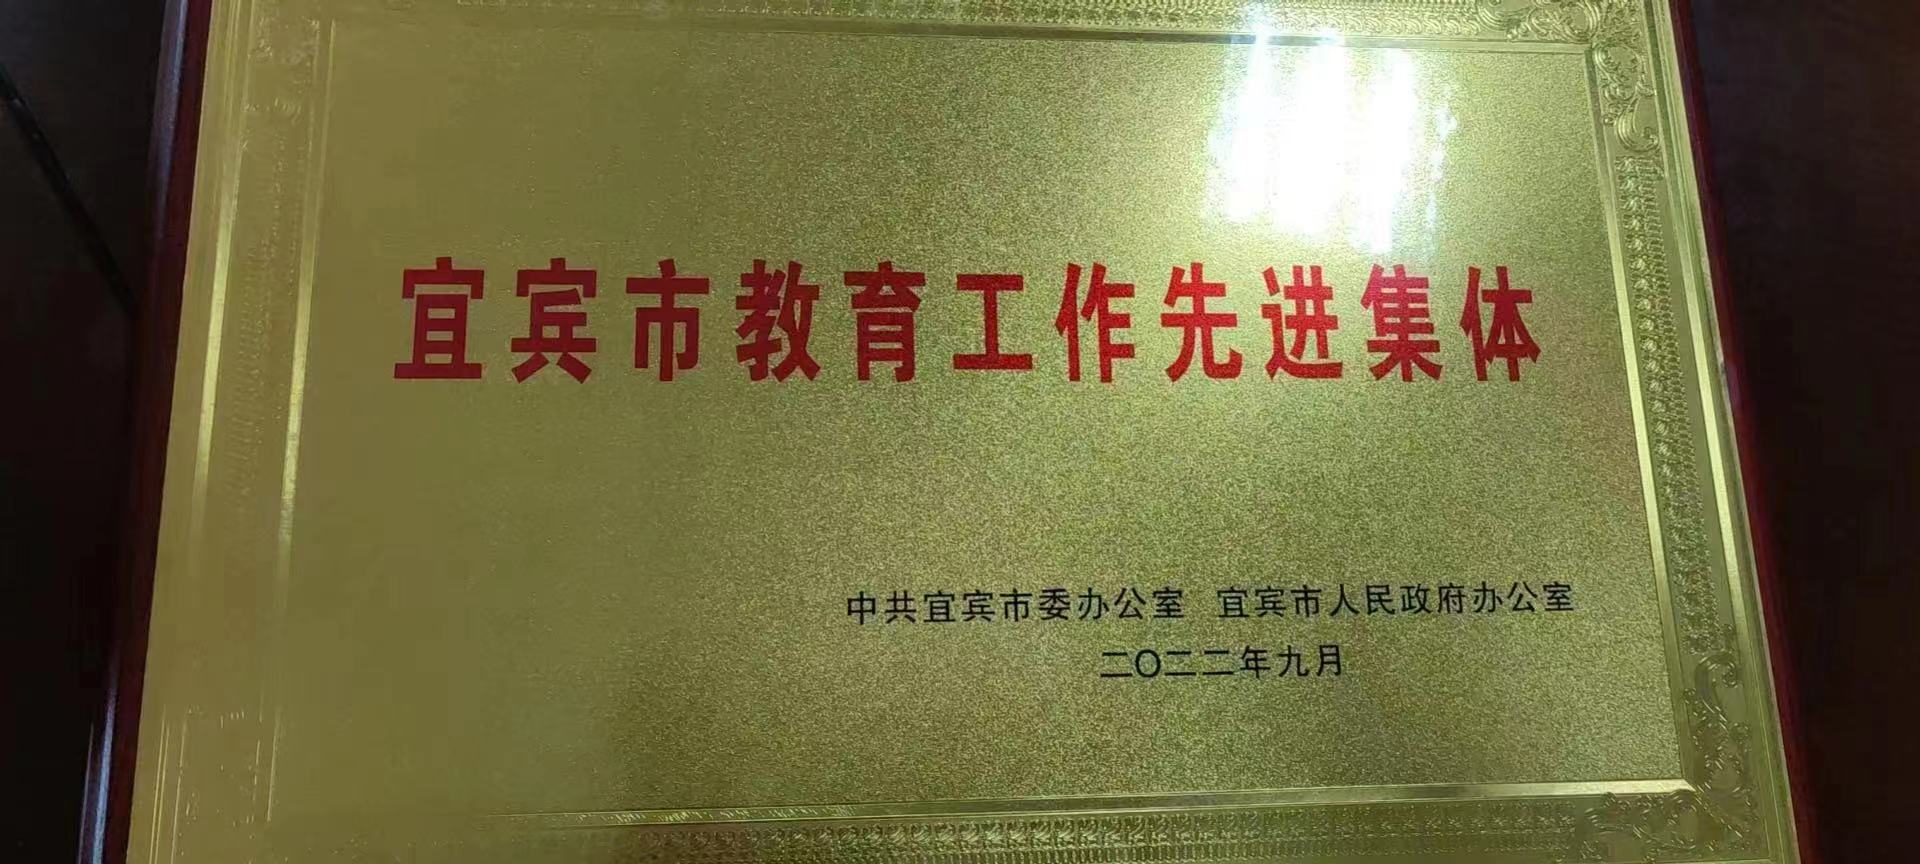 宜宾市教育工作先进集体
中共宜宾市委办公室 宜宾市人民政府办公室
二〇二二年九月